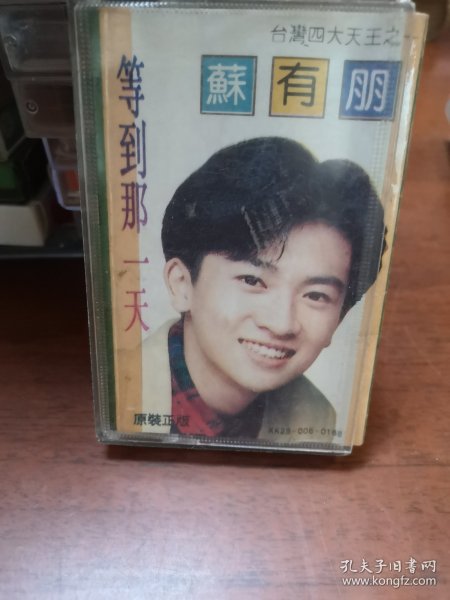 台灣四大天王之一
蘇有朋
等到那一天
原裝正版
孔夫子旧书网
www.kongfz.com